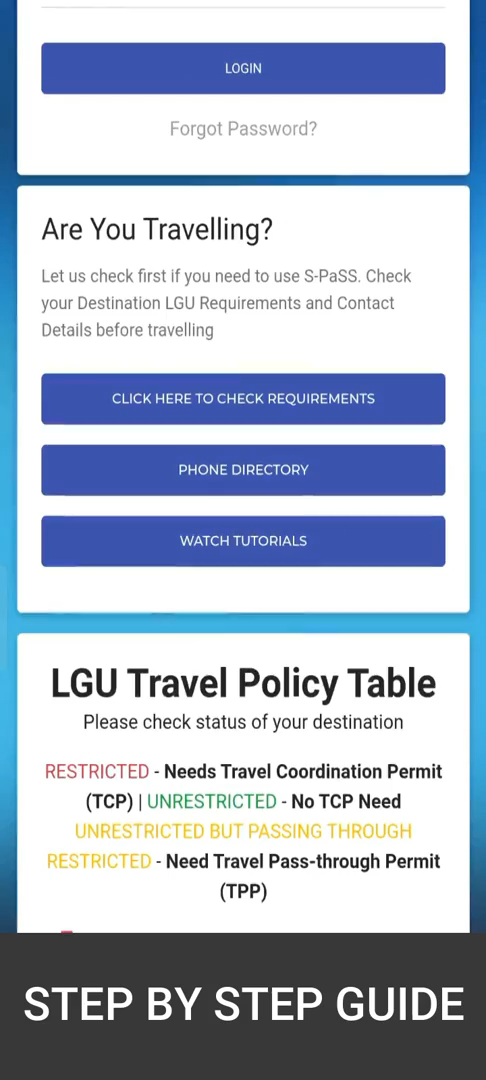 LOGIN
Forgot Password?
Are You Travelling?
Let us check first if you need to use S-PaSS. Check
your Destination LGU Requirements and Contact
Details before travelling
CLICK HERE TO CHECK REQUIREMENTS
PHONE DIRECTORY
WATCH TUTORIALS
LGU Travel Policy Table
Please check status of your destination
RESTRICTED - Needs Travel Coordination Permit
(TCP) | UNRESTRICTED - No TCP Need
UNRESTRICTED BUT PASSING THROUGH
RESTRICTED - Need Travel Pass-through Permit
(TPP)
STEP BY STEP GUIDE